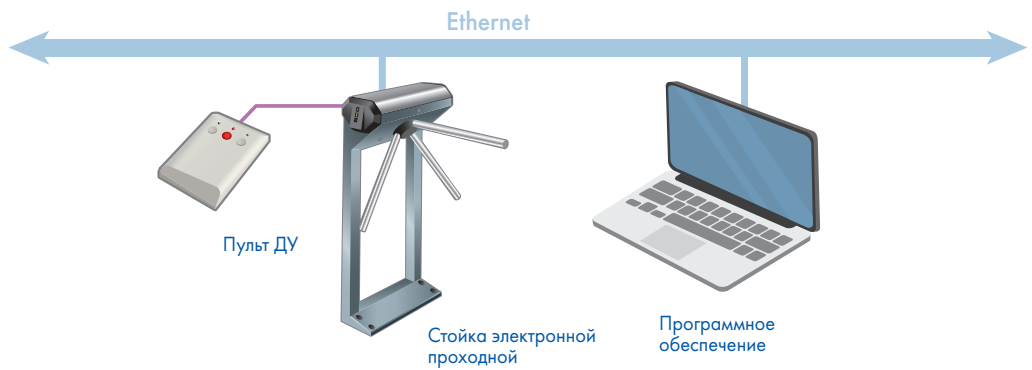 Ethernet
Пульт ДУ
Стойка электронной
проходной
Программное
обеспечение